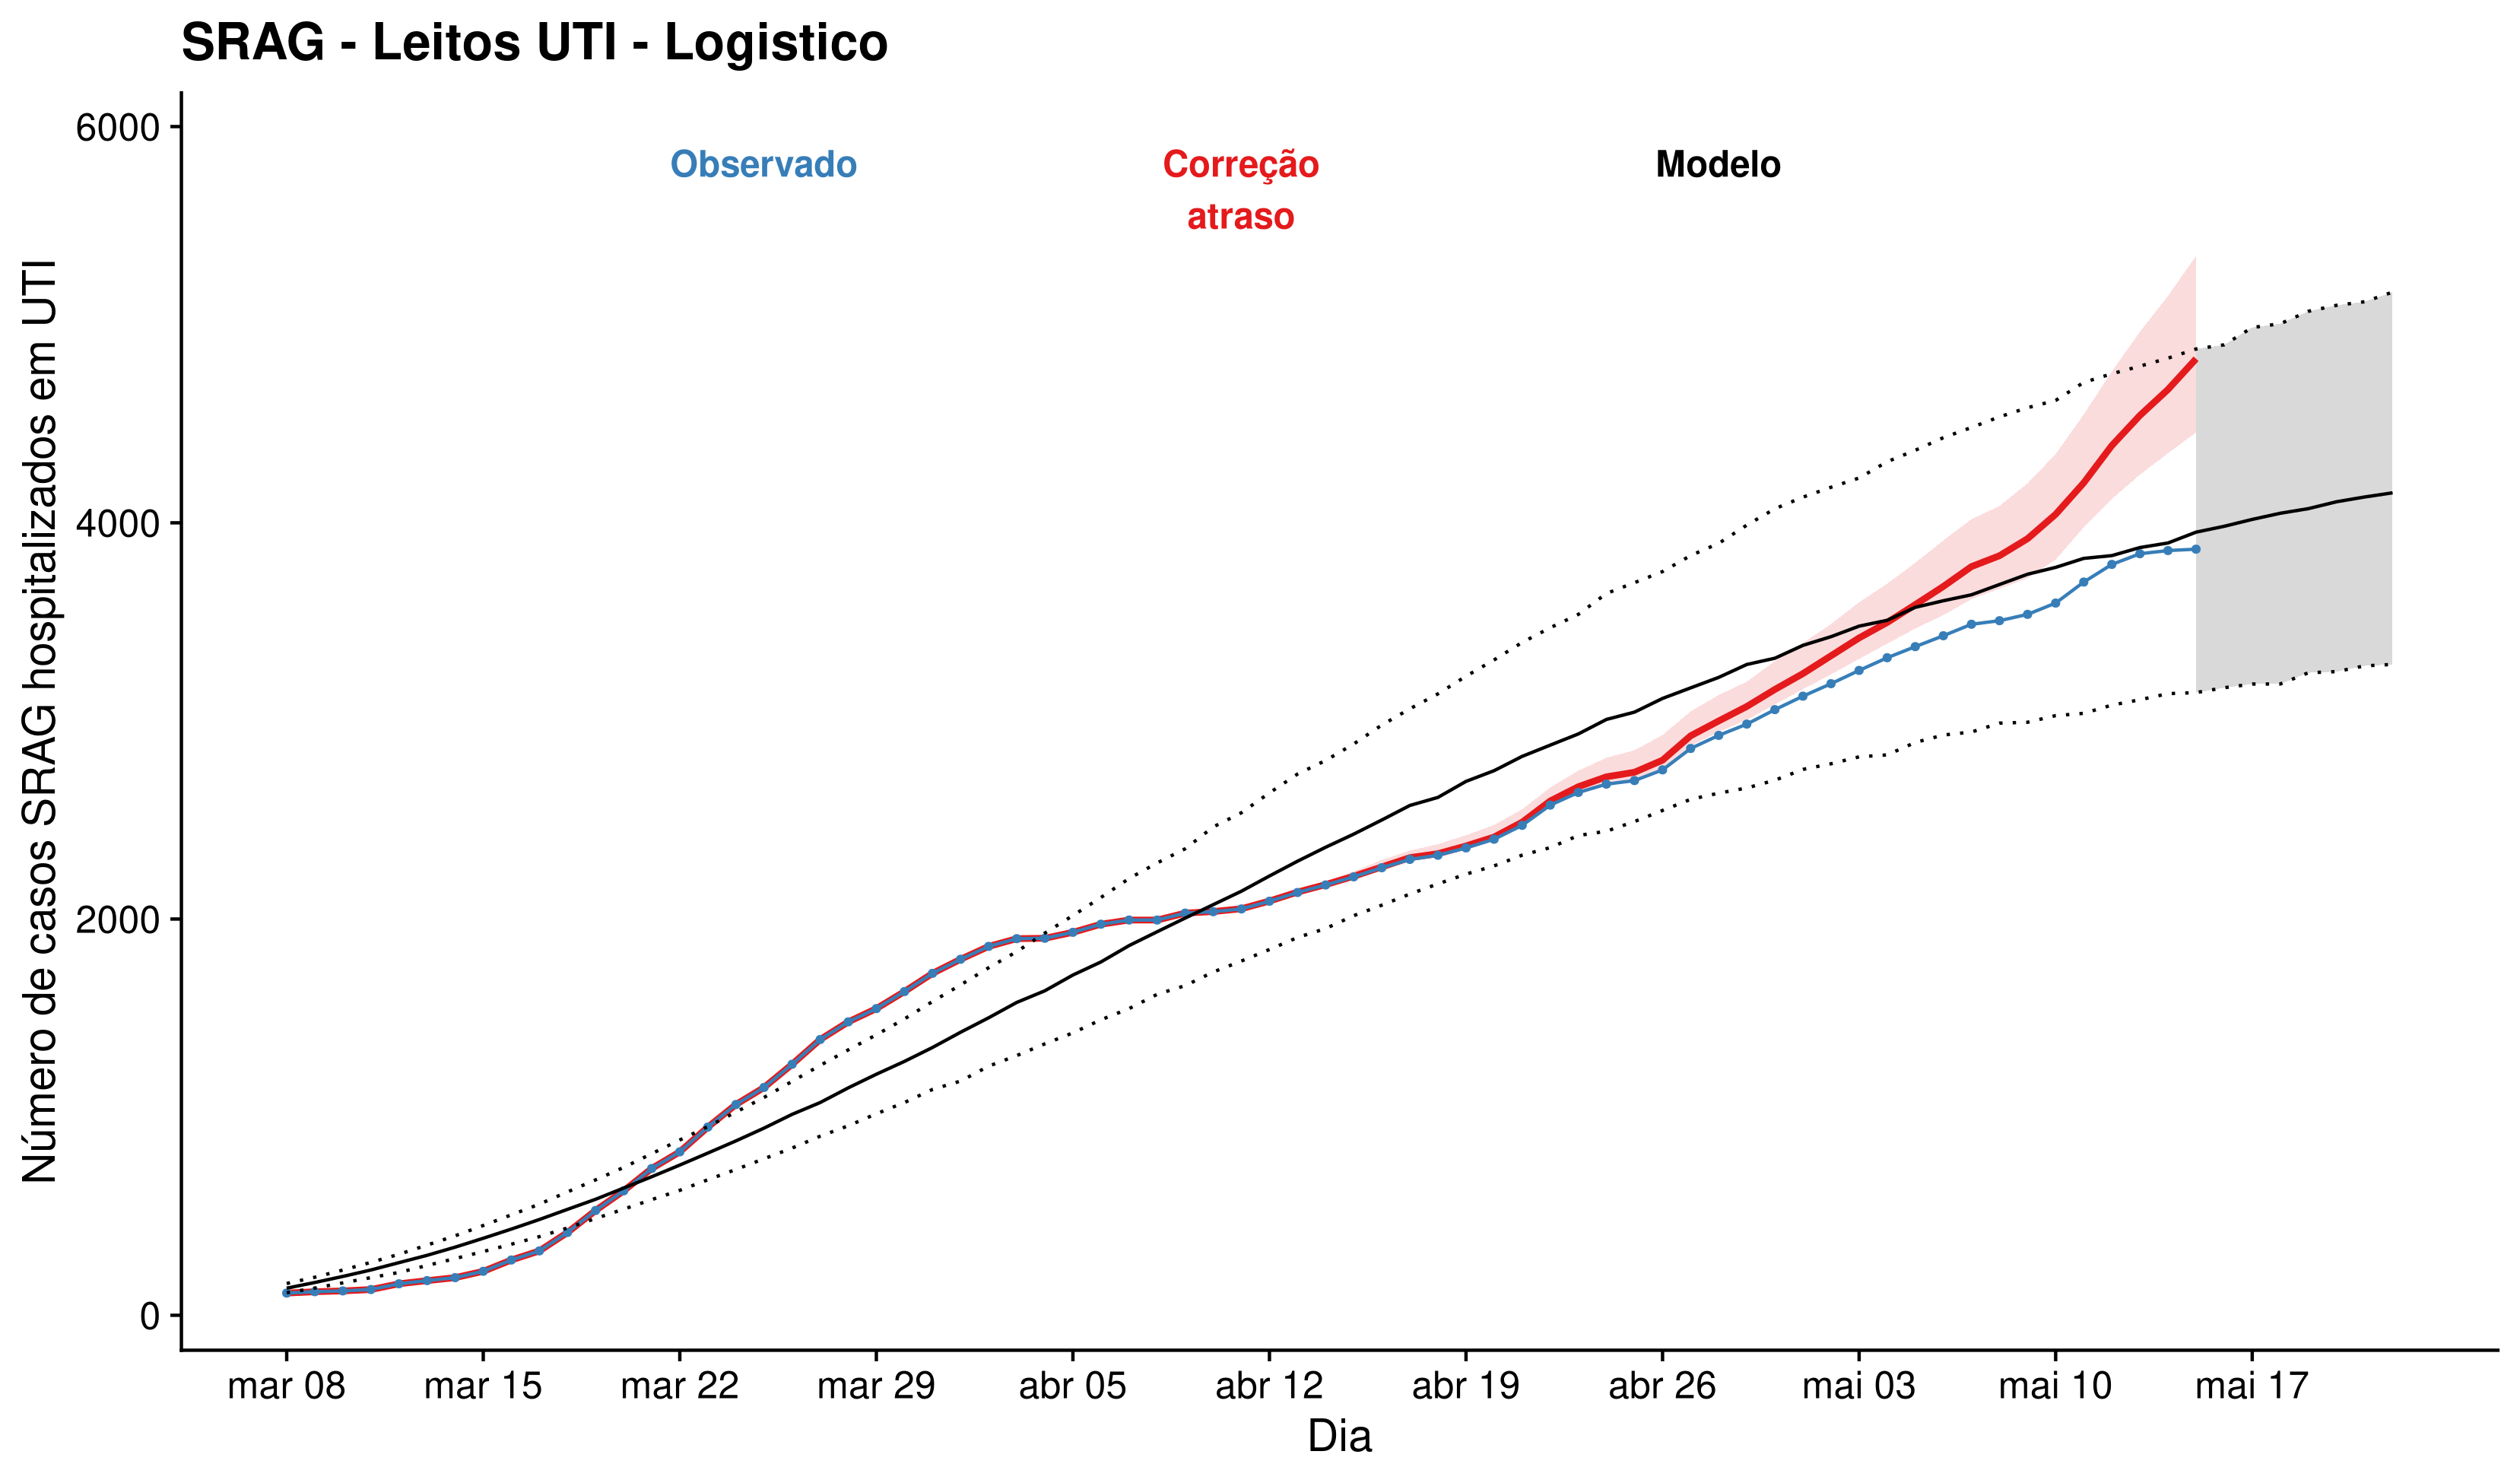 SRAG - Leitos UTI - Logistico
Observado
Correção
atraso
Modelo
Número de casos SRAG hospitalizados em UTI
6000
4000
2000
0
mar 08 mar 15 mar 22 mar 29 abr 05 abr 12 abr 19 abr 26 mai 03 mai 10 mai 17
Dia